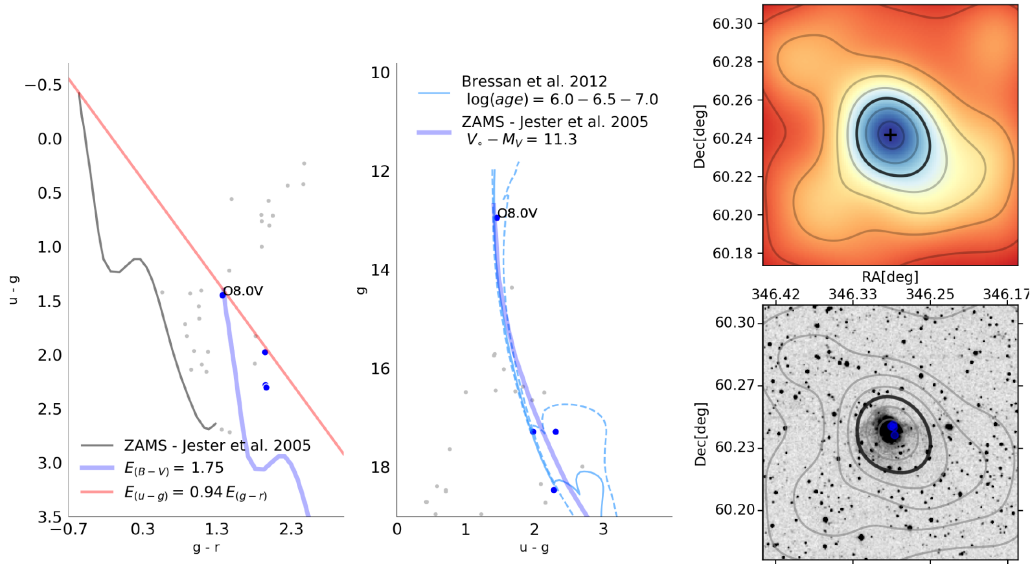 −0.5
0.0
0.5
1.0
1.5
2.0
2.5
3.0
3.5
u - g
O8.0V
ZAMS - Jester et al. 2005
E(B − V) = 1.75
E(u − g) = 0.94 E(g − r)
−0.7 0.3 1.3 2.3
g - r
10
12
14
16
18
g
Bressan et al. 2012
log(age) = 6.0 − 6.5 − 7.0
ZAMS - Jester et al. 2005
V∘ − MV = 11.3
O8.0V
0 1 2 3
u - g
60.30
60.26
60.24
60.22
60.20
60.18
Dec[deg]
RA[deg]
346.42 346.33 346.25 346.17
60.30
60.27
60.23
60.20
Dec[deg]